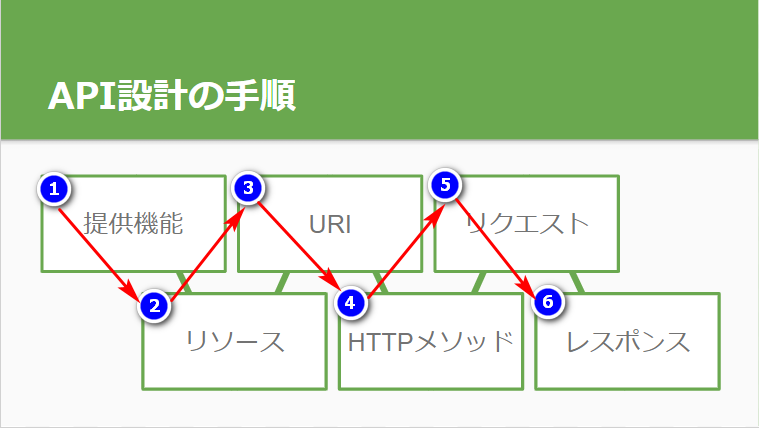 API設計の手順
1
提供機能
2
リソース
3
URI
4
HTTPメソッド
5
リクエスト
6
レスポンス